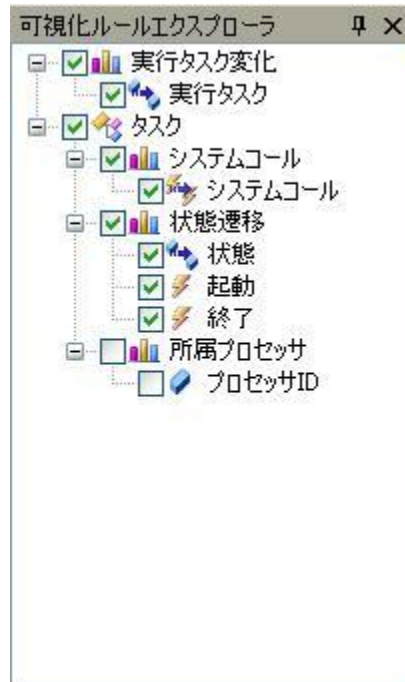 可視化ルールエクスプローラ
実行タスク変化
実行タスク
タスク
システムコール
システムコール
状態遷移
状態
起動
終了
所属プロセッサ
プロセッサID